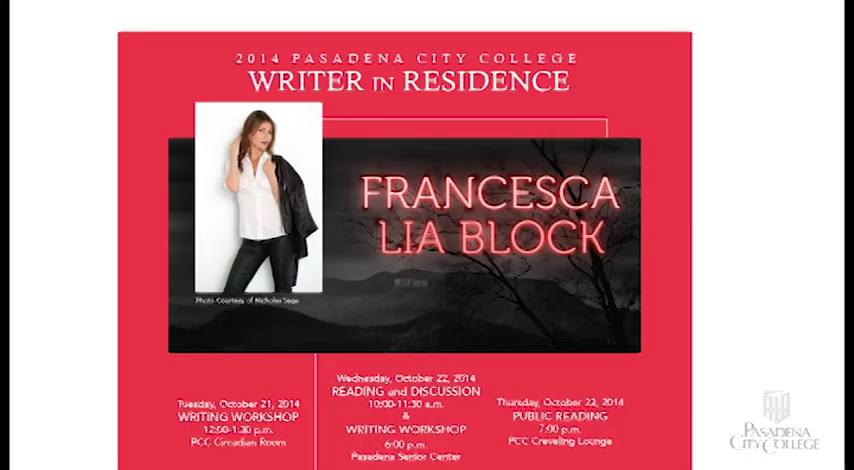 2014 PASADENA CITY COLLEGE
WRITER IN RESIDENCE
FRANCESCA
LIA BLOCK
Photo Courtesy of Nicholas Sage
Tuesday, October 21, 2014
WRITING WORKSHOP
12:00-1:30 p.m.
PCC Circadian Room
Wednesday, October 22, 2014
READING and DISCUSSION
10:00-11:30 a.m.
&
WRITING WORKSHOP
6:00 p.m.
Pasadena Senior Center
Thursday, October 23, 2014
PUBLIC READING
7:00 p.m.
PCC Creveling Lounge
PASADENA
CITY COLLEGE